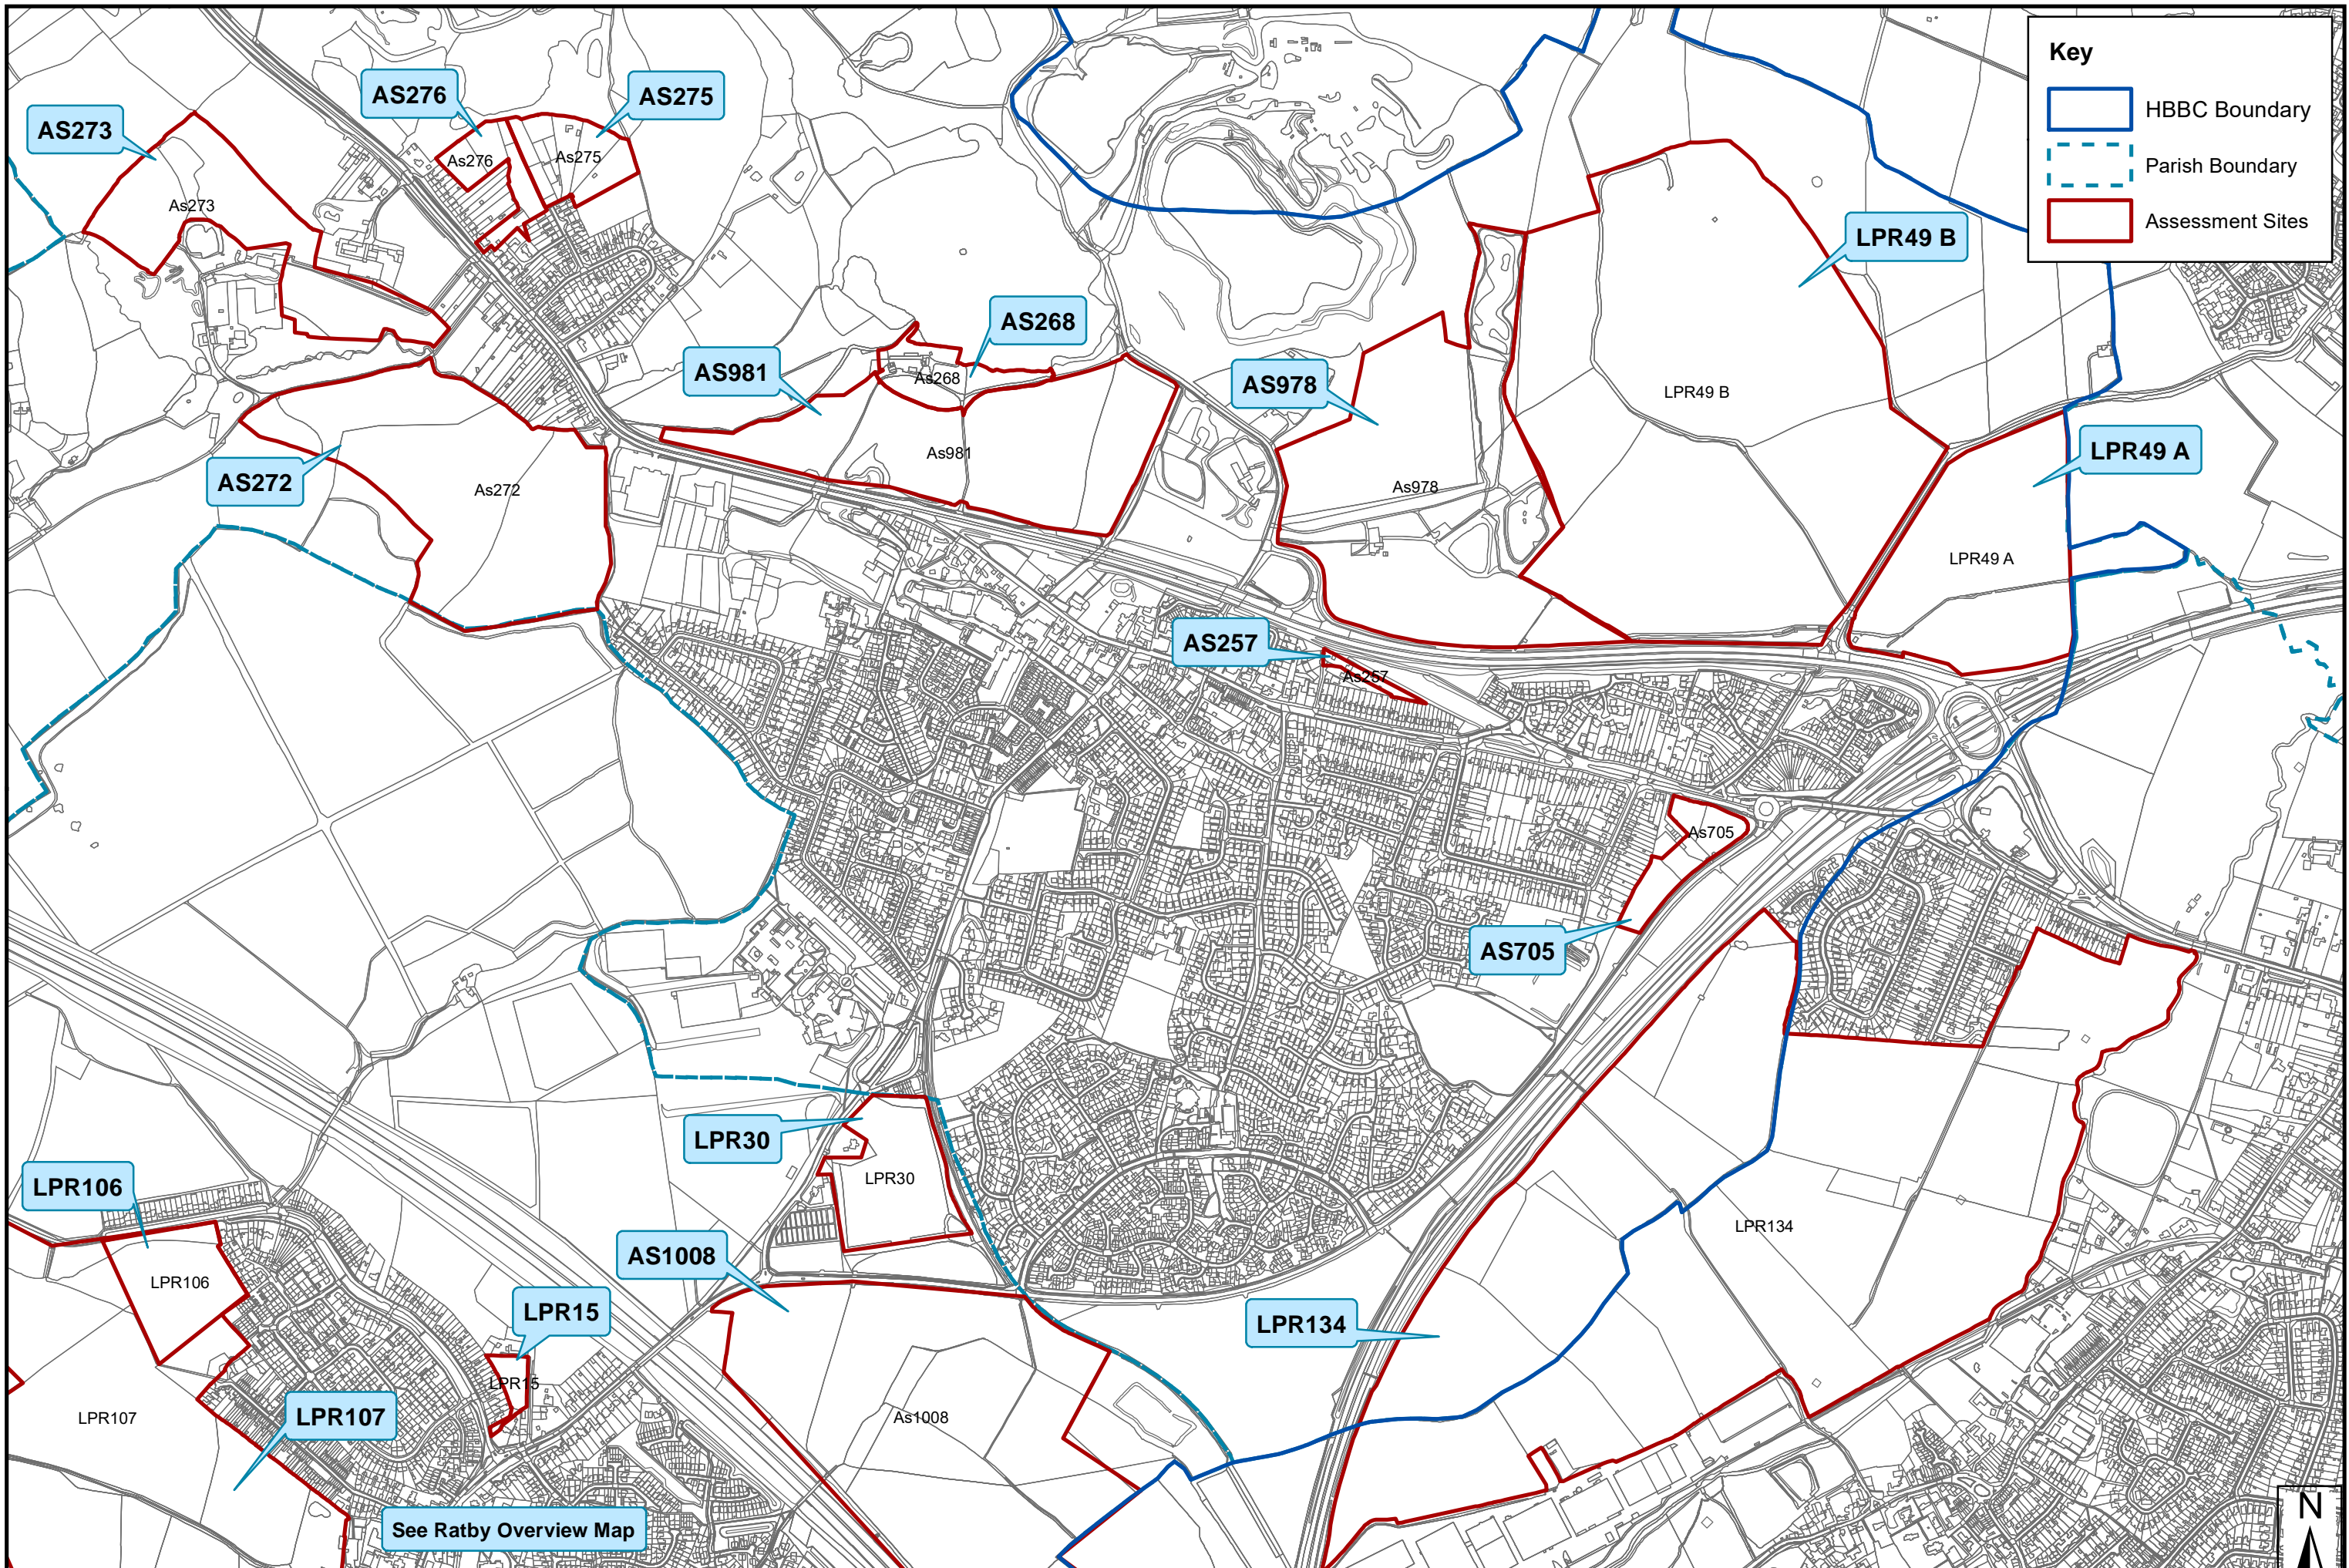 Key
HBBC Boundary
Parish Boundary
Assessment Sites
AS276
AS275
AS273
As276
As275
As273
LPR49 B
AS268
AS981
As268
AS978
LPR49 B
AS272
As981
LPR49 A
As272
As978
LPR49 A
AS257
As257
As705
AS705
LPR30
LPR30
LPR106
LPR134
AS1008
LPR106
LPR15
LPR134
LPR15
LPR107
LPR107
As1008
See Ratby Overview Map
N